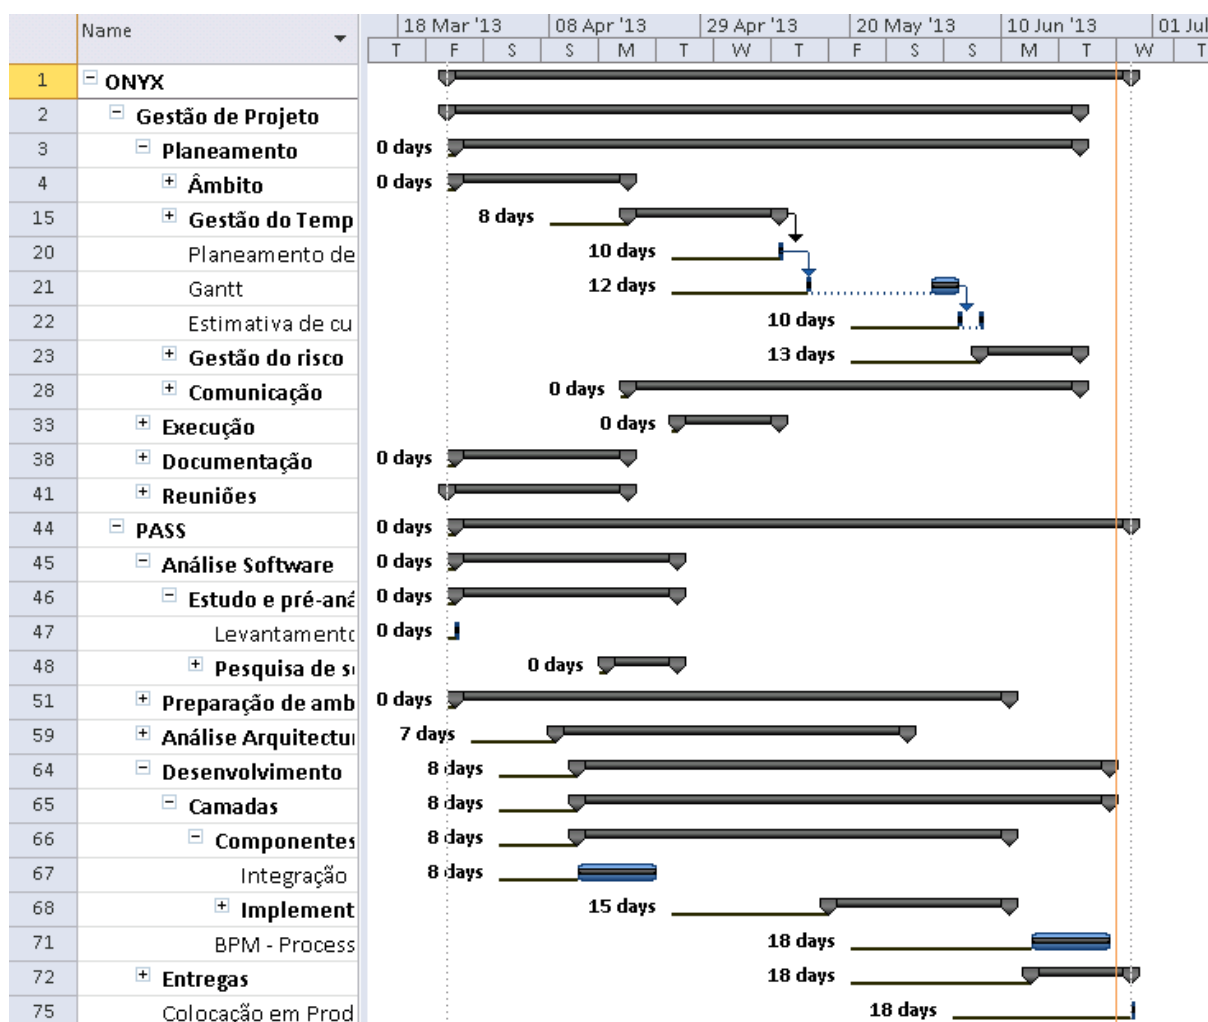 Name
18 Mar '13 08 Apr '13 29 Apr '13 20 May '13 10 Jun '13 01 Jul
T F S S M T W T F S S M T W T
1 ONYX
2 Gestão de Projeto
3 Planeamento 0 days
4 Âmbito 0 days
15 Gestão do Temp 8 days
20 Planeamento de 10 days
21 Gantt 12 days
22 Estimativa de cu 10 days
23 Gestão do risco 13 days
28 Comunicação 0 days
33 Execução 0 days
38 Documentação 0 days
41 Reuniões
44 PASS 0 days
45 Análise Software 0 days
46 Estudo e pré-aná 0 days
47 Levantamento 0 days
48 Pesquisa de s 0 days
51 Preparação de amb 0 days
59 Análise Arquitectu 7 days
64 Desenvolvimento 8 days
65 Camadas 8 days
66 Componentes 8 days
67 Integração 8 days
68 Implement 15 days
71 BPM - Process 18 days
72 Entregas 18 days
75 Colocação em Prod 18 days